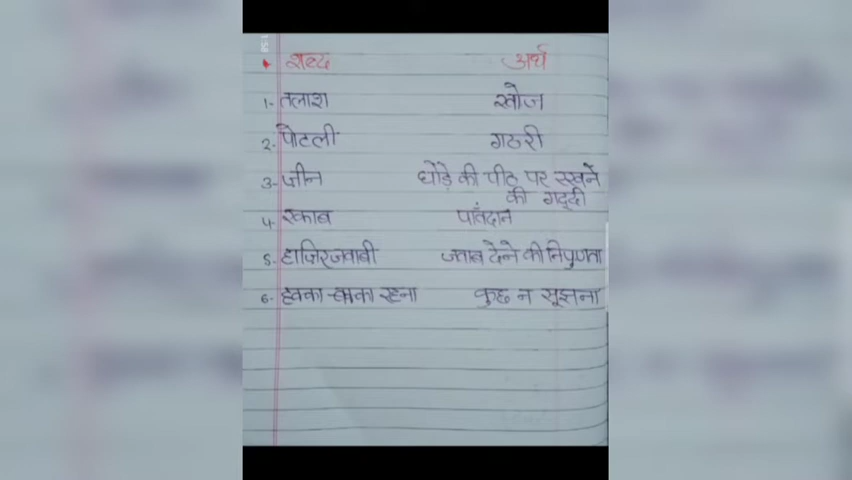 शब्द अर्थ
1- तलाश खोज
2- पोटली गठरी
3- जीन घोड़े की पीठ पर रखने
की गद्दी
4- रकाब पाँवदान
5- हाज़िरजवाबी जवाब देने की निपुणता
6- हक्का-बक्का रहना कुछ न सूझना